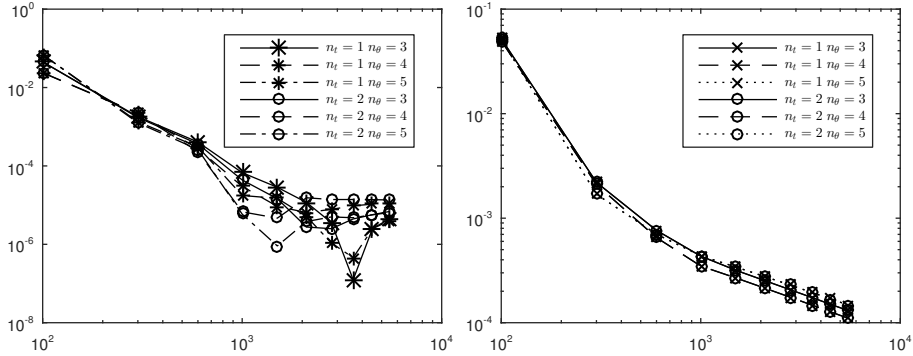 10^0
10^-2
10^-4
10^-6
10^-8
10^2
10^3
10^4
n_t = 1 n_θ = 3
n_t = 1 n_θ = 4
n_t = 1 n_θ = 5
n_t = 2 n_θ = 3
n_t = 2 n_θ = 4
n_t = 2 n_θ = 5
10^-1
10^-2
10^-3
10^-4
10^2
10^3
10^4
n_t = 1 n_θ = 3
n_t = 1 n_θ = 4
n_t = 1 n_θ = 5
n_t = 2 n_θ = 3
n_t = 2 n_θ = 4
n_t = 2 n_θ = 5